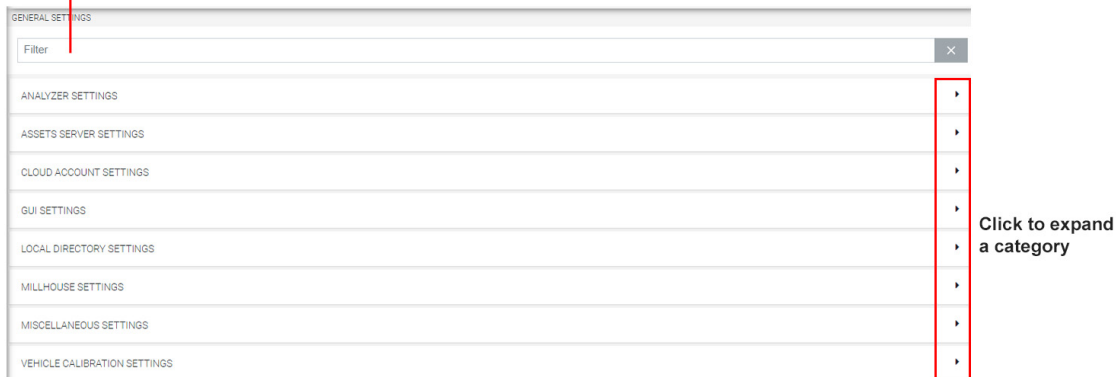 GENERAL SETTINGS
Filter
ANALYZER SETTINGS
ASSETS SERVER SETTINGS
CLOUD ACCOUNT SETTINGS
GUI SETTINGS
LOCAL DIRECTORY SETTINGS
MILLHOUSE SETTINGS
MISCELLANEOUS SETTINGS
VEHICLE CALIBRATION SETTINGS
Click to expand
a category